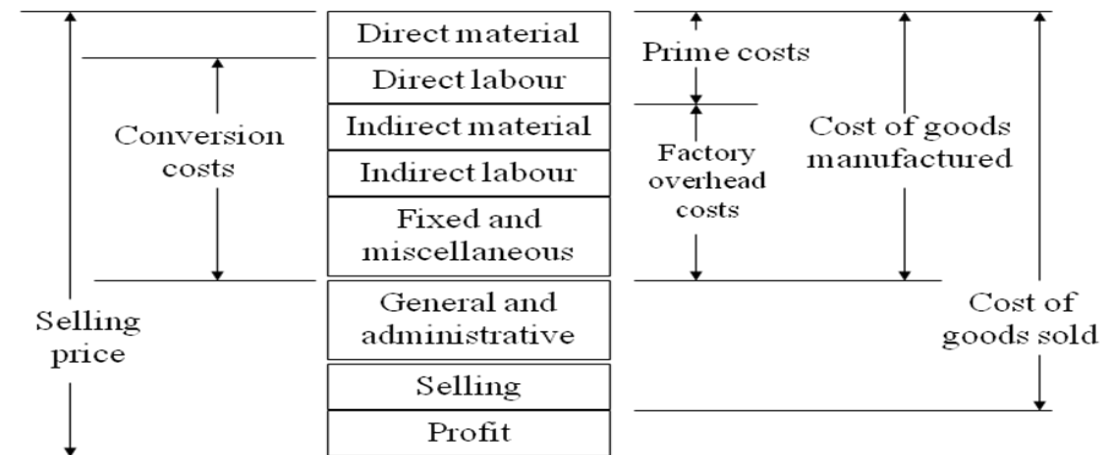 Direct material
Direct labour
Indirect material
Indirect labour
Fixed and
miscellaneous
General and
administrative
Selling
Profit
Conversion
costs
Selling
price
Prime costs
Factory
overhead
costs
Cost of goods
manufactured
Cost of
goods sold